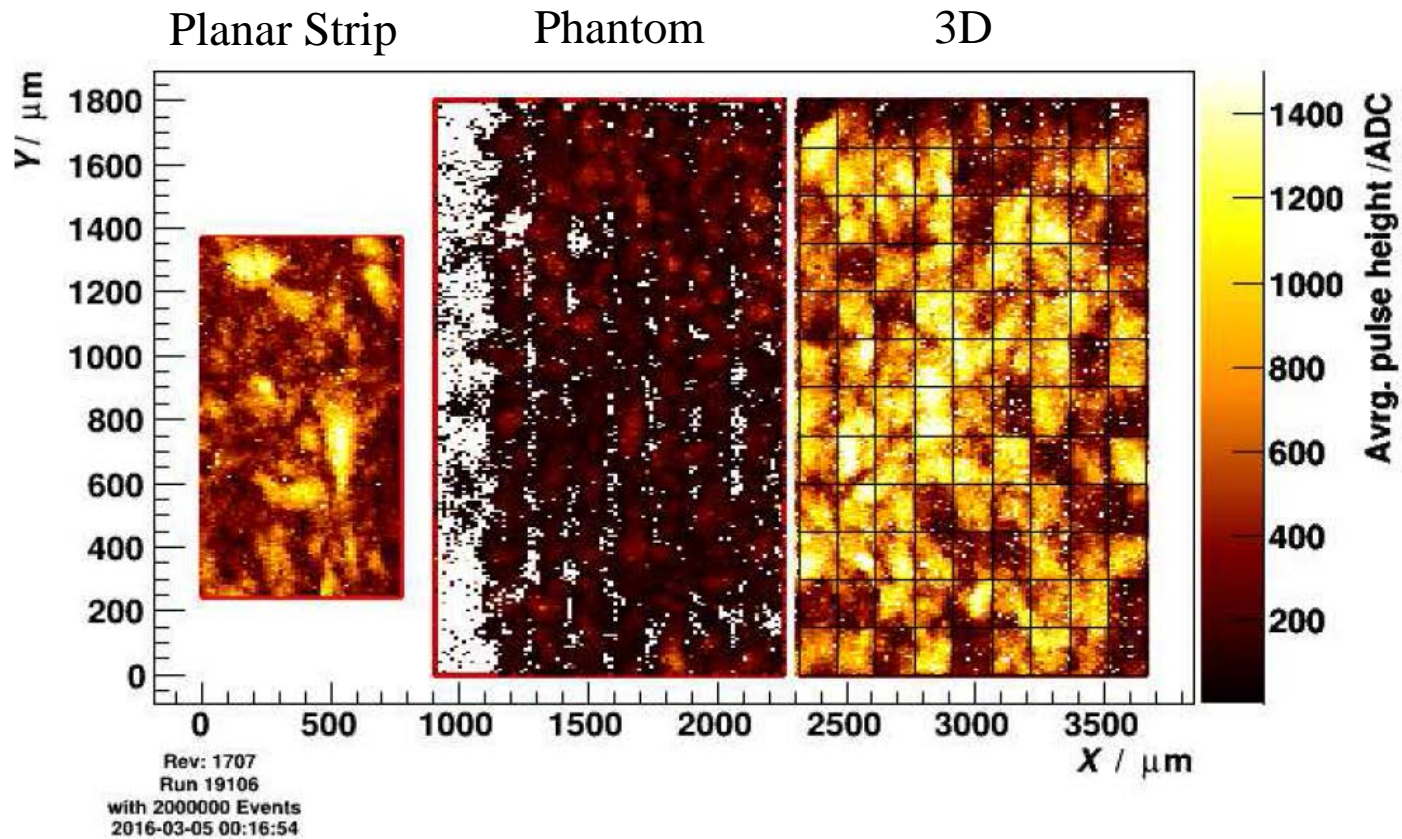 Planar Strip Phantom 3D
Y / μm
1800
1600
1400
1200
1000
800
600
400
200
0
0 500 1000 1500 2000 2500 3000 3500
X / μm
1400
1200
1000
800
600
400
200
Avrg. pulse height /ADC
Rev: 1707
Run 19106
with 2000000 Events
2016-03-05 00:16:54